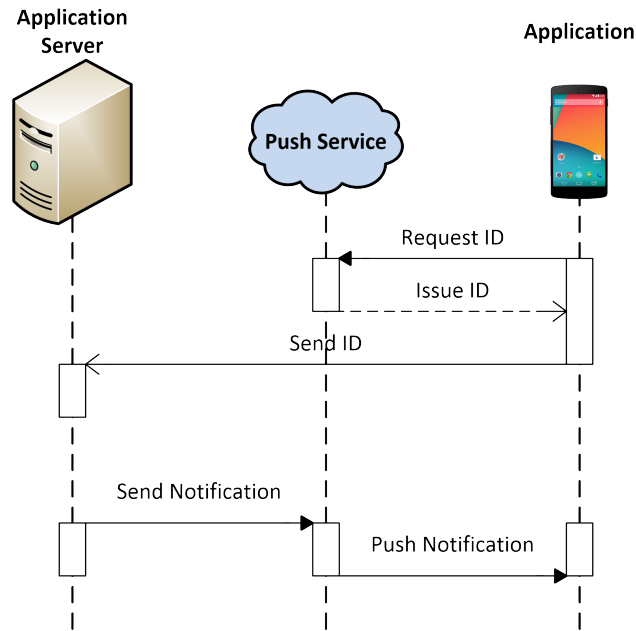 Application
Server
Application
Push Service
Request ID
Issue ID
Send ID
Send Notification
Push Notification